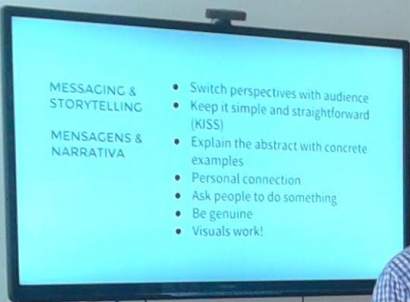 MESSAGING &
STORYTELLING
MENSAGENS &
NARRATIVA
• Switch perspectives with audience
• Keep it simple and straightforward
(KISS)
• Explain the abstract with concrete
examples
• Personal connection
• Ask people to do something
• Be genuine
• Visuals work!